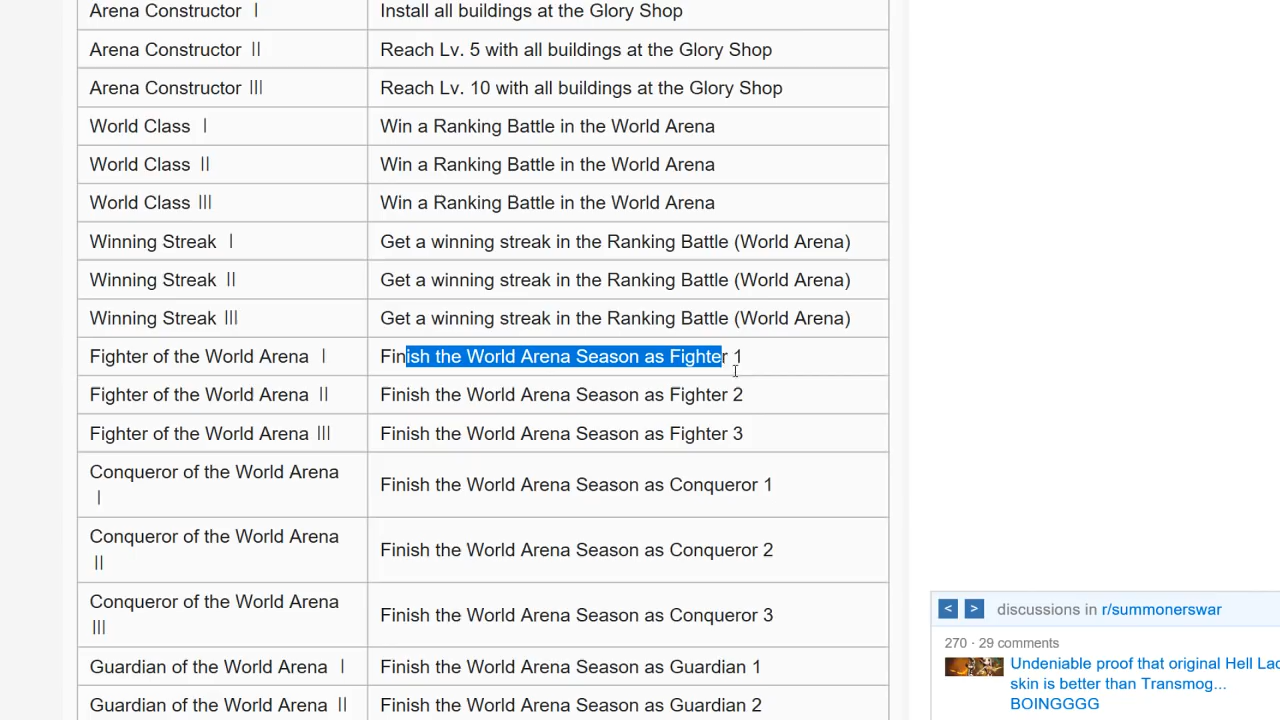 Arena Constructor Ⅰ Install all buildings at the Glory Shop
Arena Constructor Ⅱ Reach Lv. 5 with all buildings at the Glory Shop
Arena Constructor Ⅲ Reach Lv. 10 with all buildings at the Glory Shop
World Class Ⅰ Win a Ranking Battle in the World Arena
World Class Ⅱ Win a Ranking Battle in the World Arena
World Class Ⅲ Win a Ranking Battle in the World Arena
Winning Streak Ⅰ Get a winning streak in the Ranking Battle (World Arena)
Winning Streak Ⅱ Get a winning streak in the Ranking Battle (World Arena)
Winning Streak Ⅲ Get a winning streak in the Ranking Battle (World Arena)
Fighter of the World Arena Ⅰ Finish the World Arena Season as Fighter 1
Fighter of the World Arena Ⅱ Finish the World Arena Season as Fighter 2
Fighter of the World Arena Ⅲ Finish the World Arena Season as Fighter 3
Conqueror of the World Arena
Ⅰ
Finish the World Arena Season as Conqueror 1
Conqueror of the World Arena
Ⅱ
Finish the World Arena Season as Conqueror 2
Conqueror of the World Arena
Ⅲ
Finish the World Arena Season as Conqueror 3
Guardian of the World Arena Ⅰ Finish the World Arena Season as Guardian 1
Guardian of the World Arena Ⅱ Finish the World Arena Season as Guardian 2
< > discussions in r/summonerswar
270 · 29 comments
Undeniable proof that original Hell Lad
skin is better than Transmog...
BOINGGGG